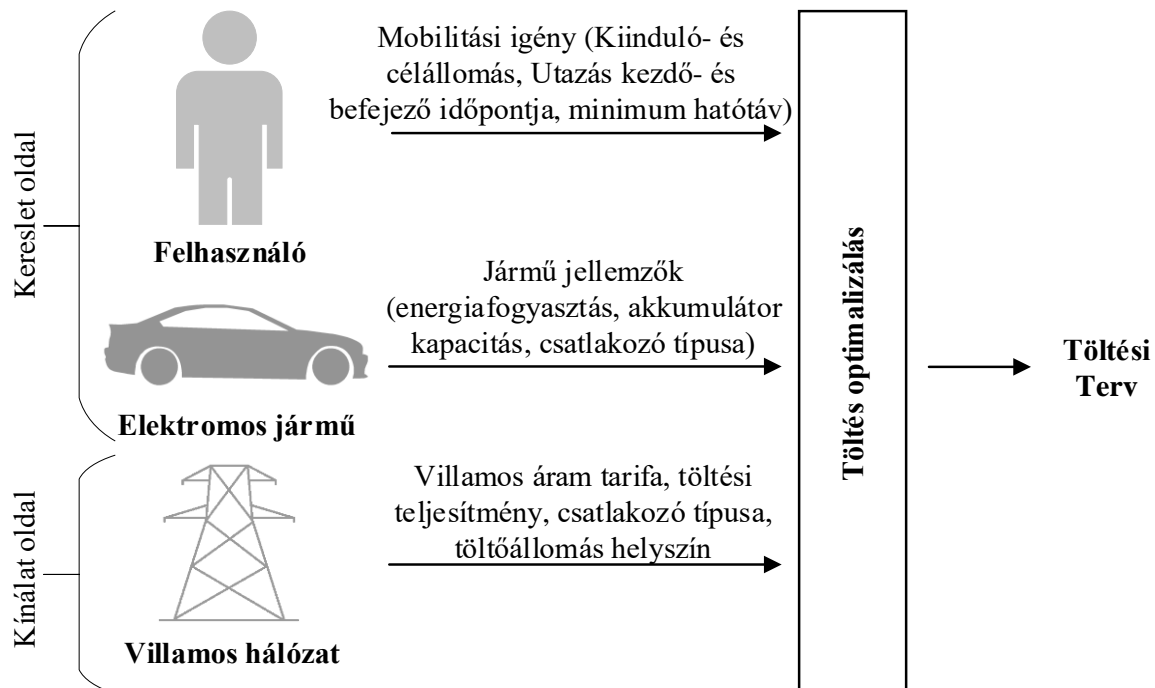 Kereslet oldal
Mobilitási igény (Kiinduló- és
célállomás, Utazás kezdő- és
befejező időpontja, minimum hatótáv)
Felhasználó
Jármű jellemzők
(energiafogyasztás, akkumulátor
kapacitás, csatlakozó típusa)
Elektromos jármű
Kínálat oldal
Villamos áram tarifa, töltési
teljesítmény, csatlakozó típusa,
töltőállomás helyszín
Villamos hálózat
Töltés optimalizálás
Töltési
Terv